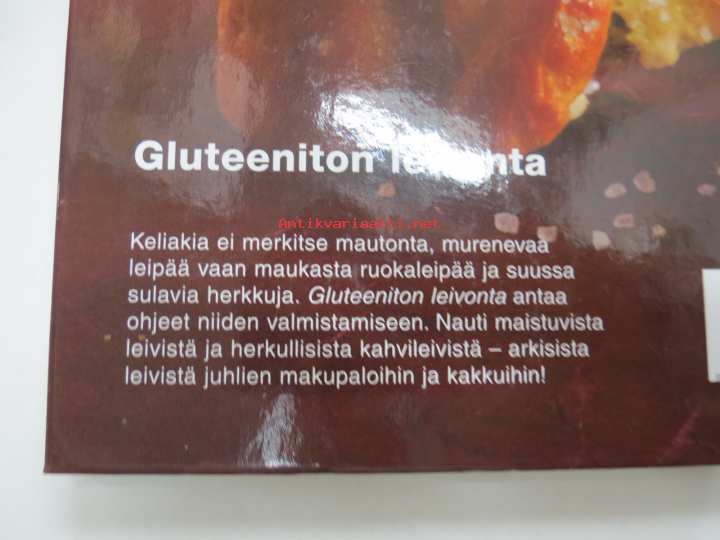 Gluteeniton leivonta
Antikvariaatti.net
Keliakia ei merkitse mautonta, murenevaa
leipää vaan maukasta ruokaleipää ja suussa
sulavia herkkuja. Gluteeniton leivonta antaa
ohjeet niiden valmistamiseen. Nauti maistuvista
leivistä ja herkullisista kahvileivistä – arkisista
leivistä juhlien makupaloihin ja kakkuihin!